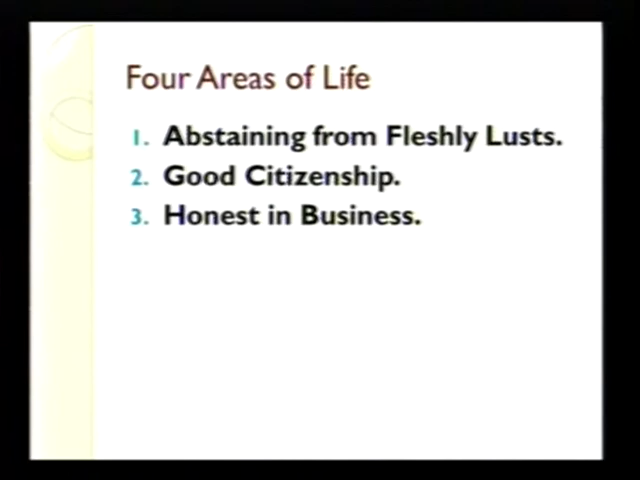 Four Areas of Life
1. Abstaining from Fleshly Lusts.
2. Good Citizenship.
3. Honest in Business.